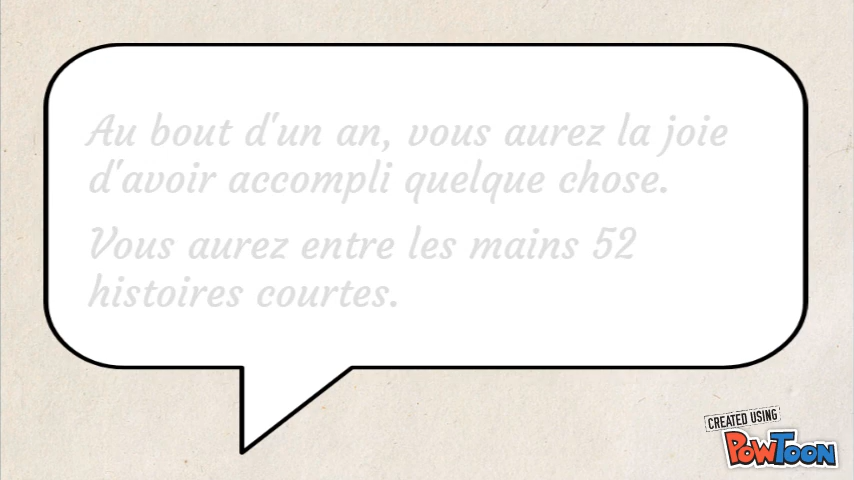 Au bout d'un an, vous aurez la joie
d'avoir accompli quelque chose.
Vous aurez entre les mains 52
histoires courtes.
CREATED USING
POWTOON